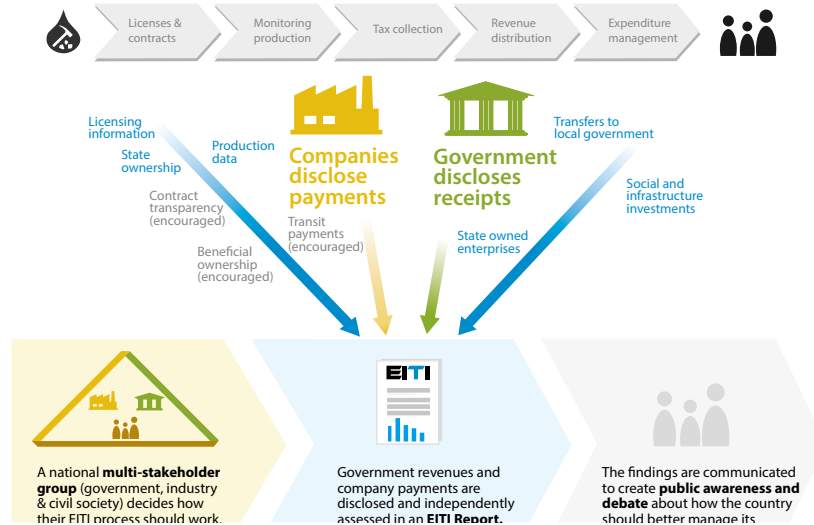 Licenses &
contracts
Monitoring
production
Tax collection
Revenue
distribution
Expenditure
management
Licensing
information
State
ownership
Production
data
Contract
transparency
(encouraged)
Beneficial
ownership
(encouraged)
Companies
disclose
payments
Transit
payments
(encouraged)
Government
discloses
receipts
State owned
enterprises
Transfers to
local government
Social and
infrastructure
investments
EITI
A national multi-stakeholder
group (government, industry
& civil society) decides how
their EITI process should work.
Government revenues and
company payments are
disclosed and independently
assessed in an EITI Report.
The findings are communicated
to create public awareness and
debate about how the country
should better manage its